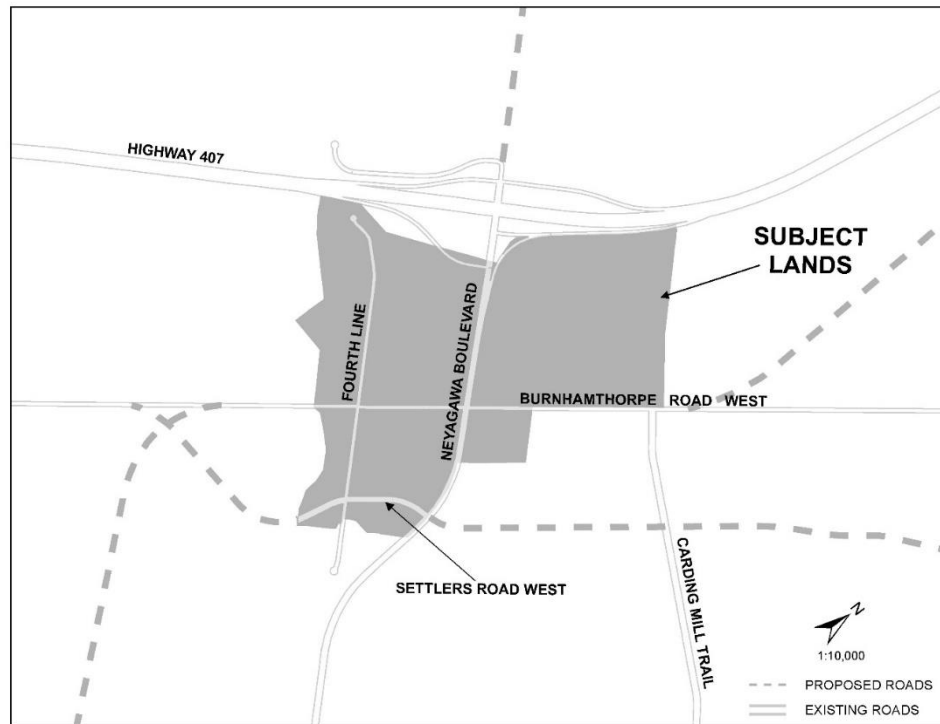 HIGHWAY 407
SUBJECT
LANDS
FOURTH LINE
NEYAGAWA BOULEVARD
BURNHAMTHORPE ROAD WEST
SETTLERS ROAD WEST
CARDING MILL TRAIL
N
1:10,000
PROPOSED ROADS
EXISTING ROADS